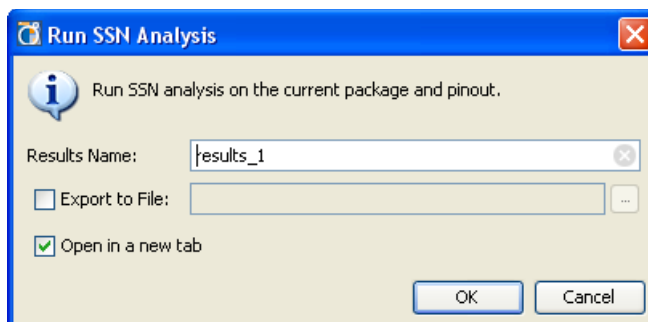 Run SSN Analysis
Run SSN analysis on the current package and pinout.
Results Name: results_1
Export to File: ...
Open in a new tab
OK Cancel